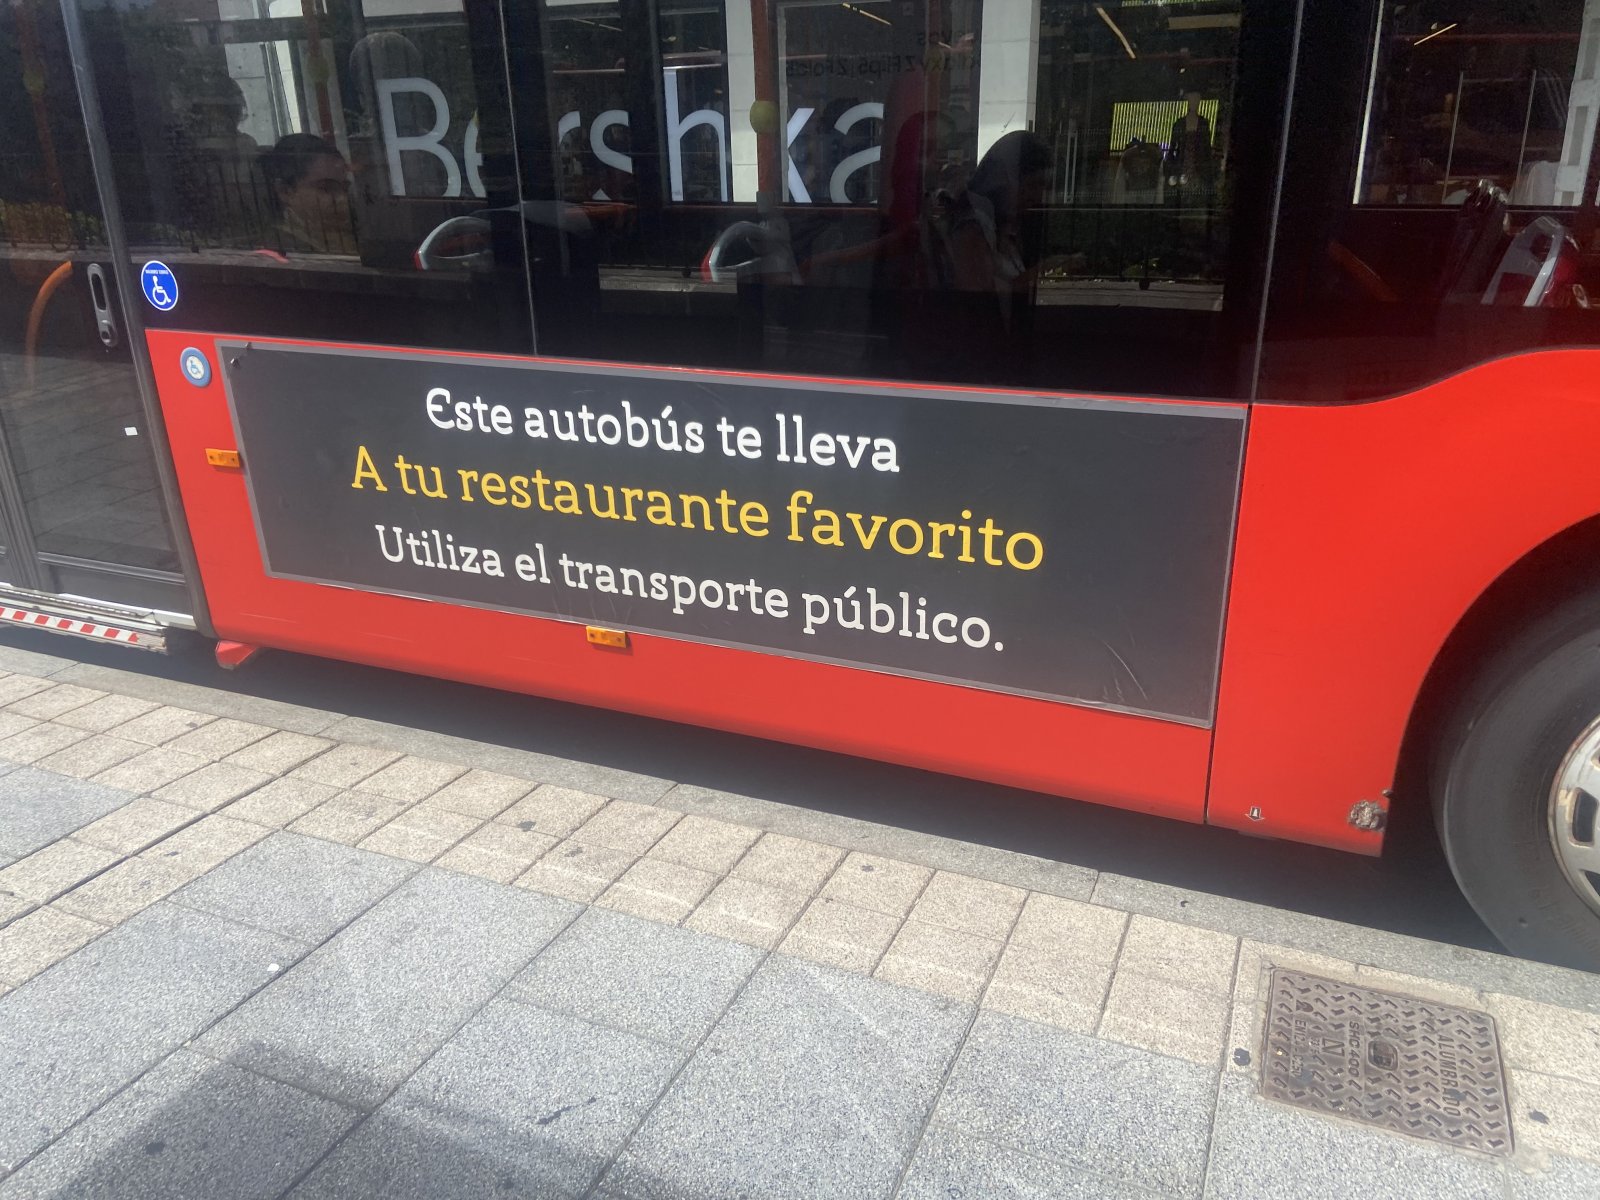 Bershka
Este autobús te lleva
A tu restaurante favorito
Utiliza el transporte público.
ALUMBRADO